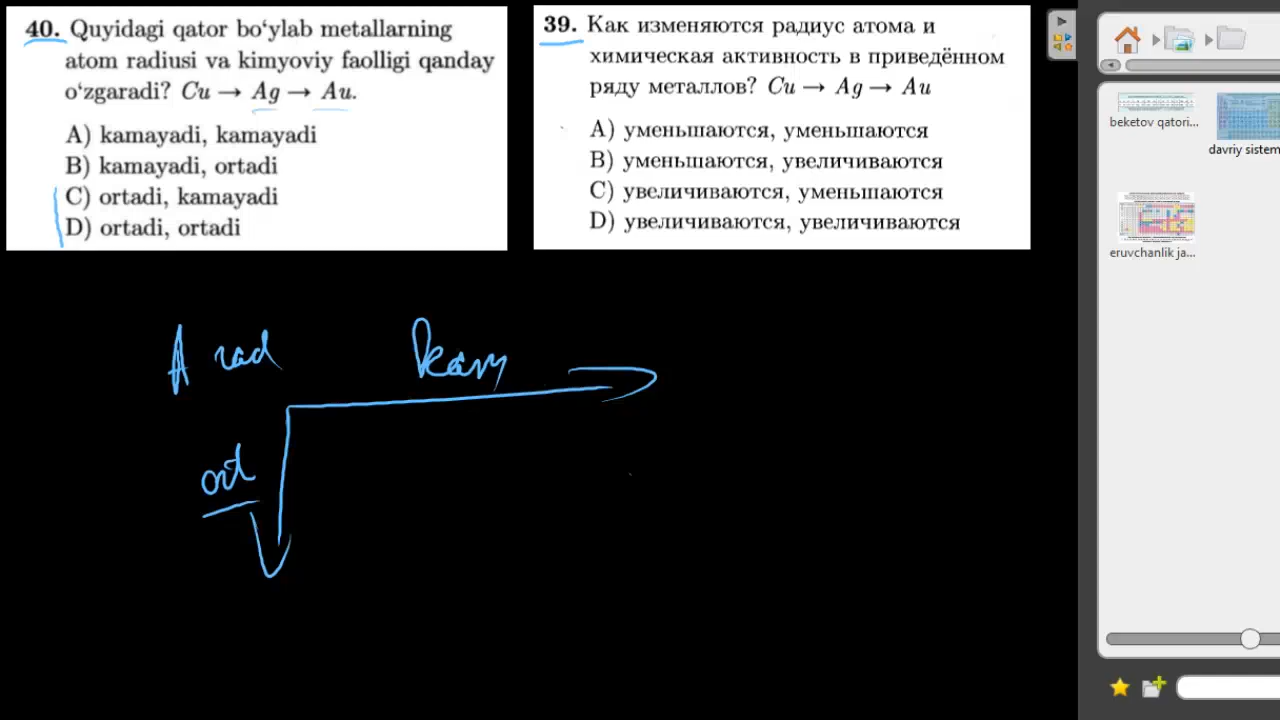 40. Quyidagi qator bo‘ylab metallarning
atom radiusi va kimyoviy faolligi qanday
o‘zgaradi? Cu → Ag → Au.
A) kamayadi, kamayadi
B) kamayadi, ortadi
C) ortadi, kamayadi
D) ortadi, ortadi
39. Как изменяются радиус атома и
химическая активность в приведённом
ряду металлов? Cu → Ag → Au
A) уменьшаются, уменьшаются
B) уменьшаются, увеличиваются
C) увеличиваются, уменьшаются
D) увеличиваются, увеличиваются
A rad
kam
ort
beketov qatori...
davriy sistem
eruvchanlik ja...